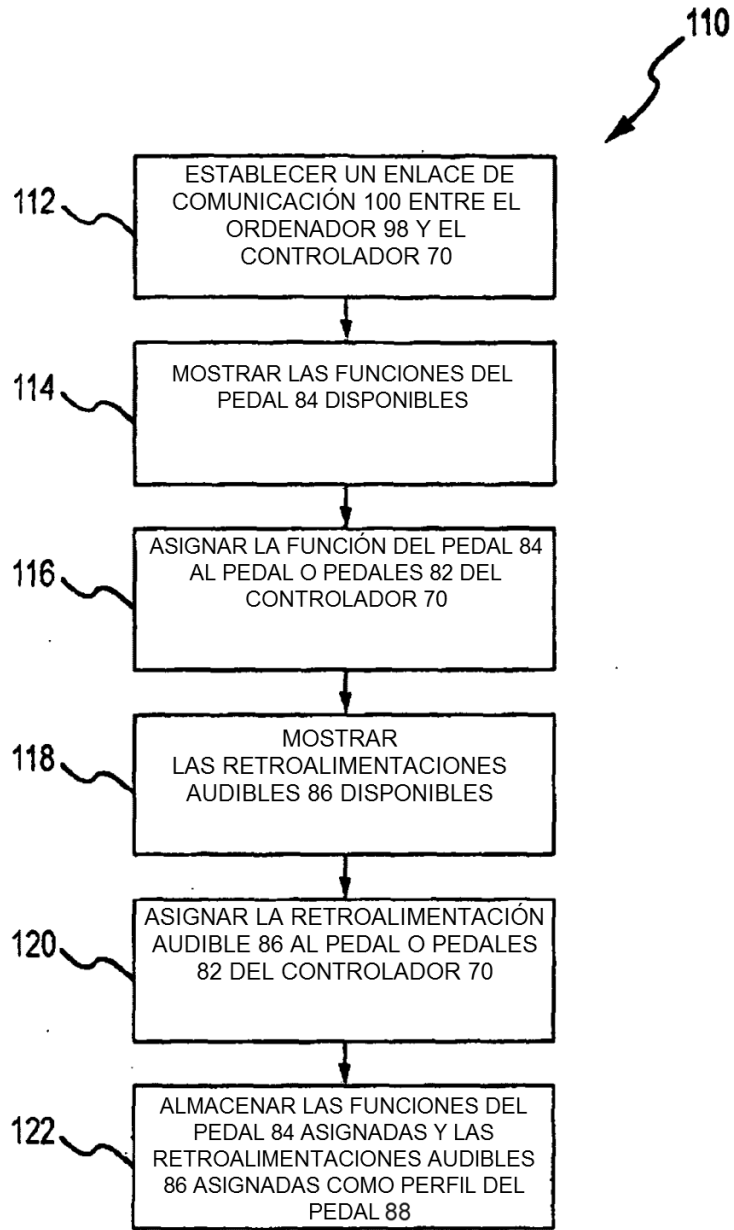 110
112
ESTABLECER UN ENLACE DE
COMUNICACIÓN 100 ENTRE EL
ORDENADOR 98 Y EL
CONTROLADOR 70
114
MOSTRAR LAS FUNCIONES DEL
PEDAL 84 DISPONIBLES
116
ASIGNAR LA FUNCIÓN DEL PEDAL 84
AL PEDAL O PEDALES 82 DEL
CONTROLADOR 70
118
MOSTRAR
LAS RETROALIMENTACIONES
AUDIBLES 86 DISPONIBLES
120
ASIGNAR LA RETROALIMENTACIÓN
AUDIBLE 86 AL PEDAL O PEDALES
82 DEL CONTROLADOR 70
122
ALMACENAR LAS FUNCIONES DEL
PEDAL 84 ASIGNADAS Y LAS
RETROALIMENTACIONES AUDIBLES
86 ASIGNADAS COMO PERFIL DEL
PEDAL 88